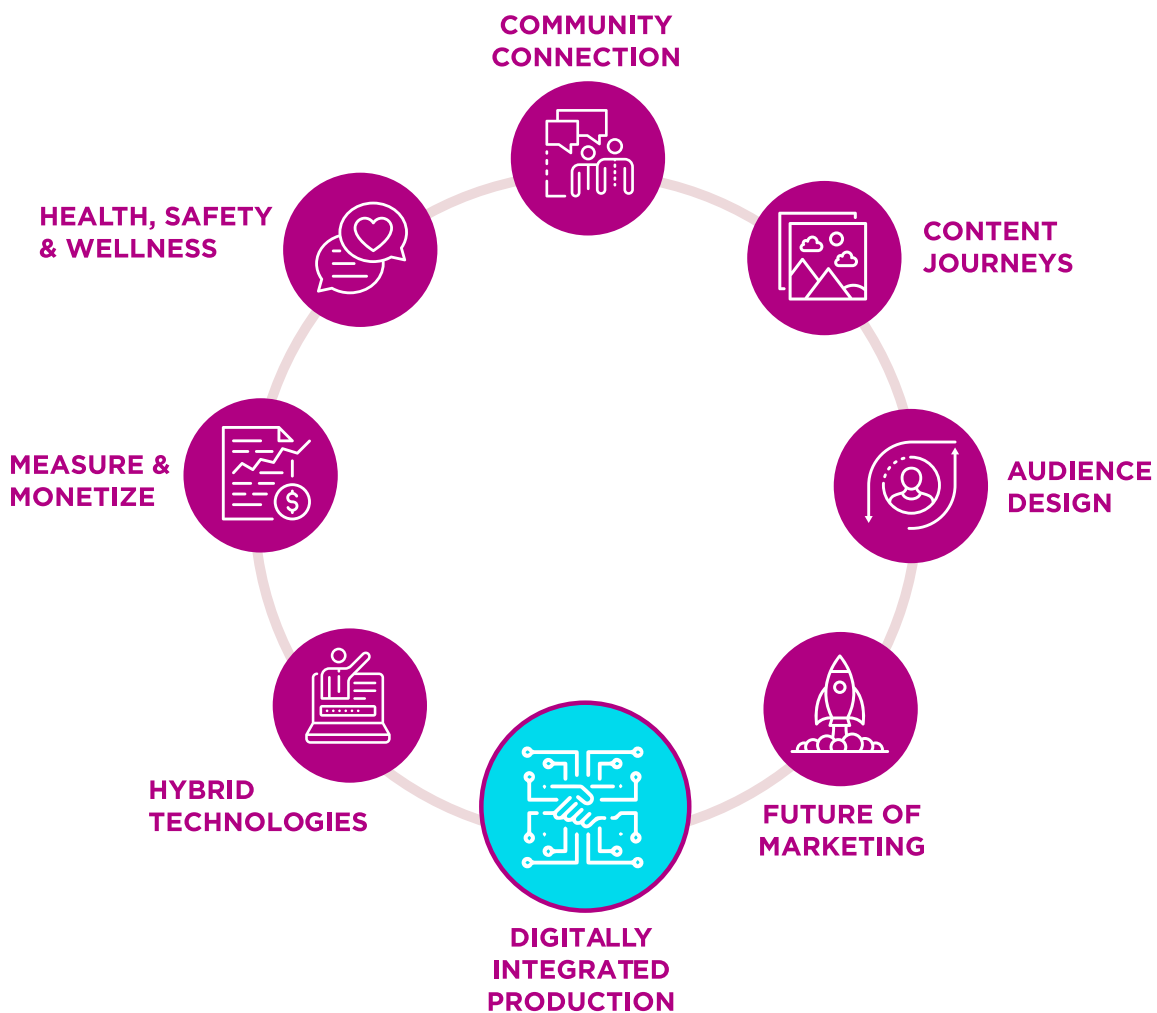 COMMUNITY
CONNECTION
HEALTH, SAFETY
& WELLNESS
CONTENT
JOURNEYS
MEASURE &
MONETIZE
$
AUDIENCE
DESIGN
HYBRID
TECHNOLOGIES
FUTURE OF
MARKETING
DIGITALLY
INTEGRATED
PRODUCTION